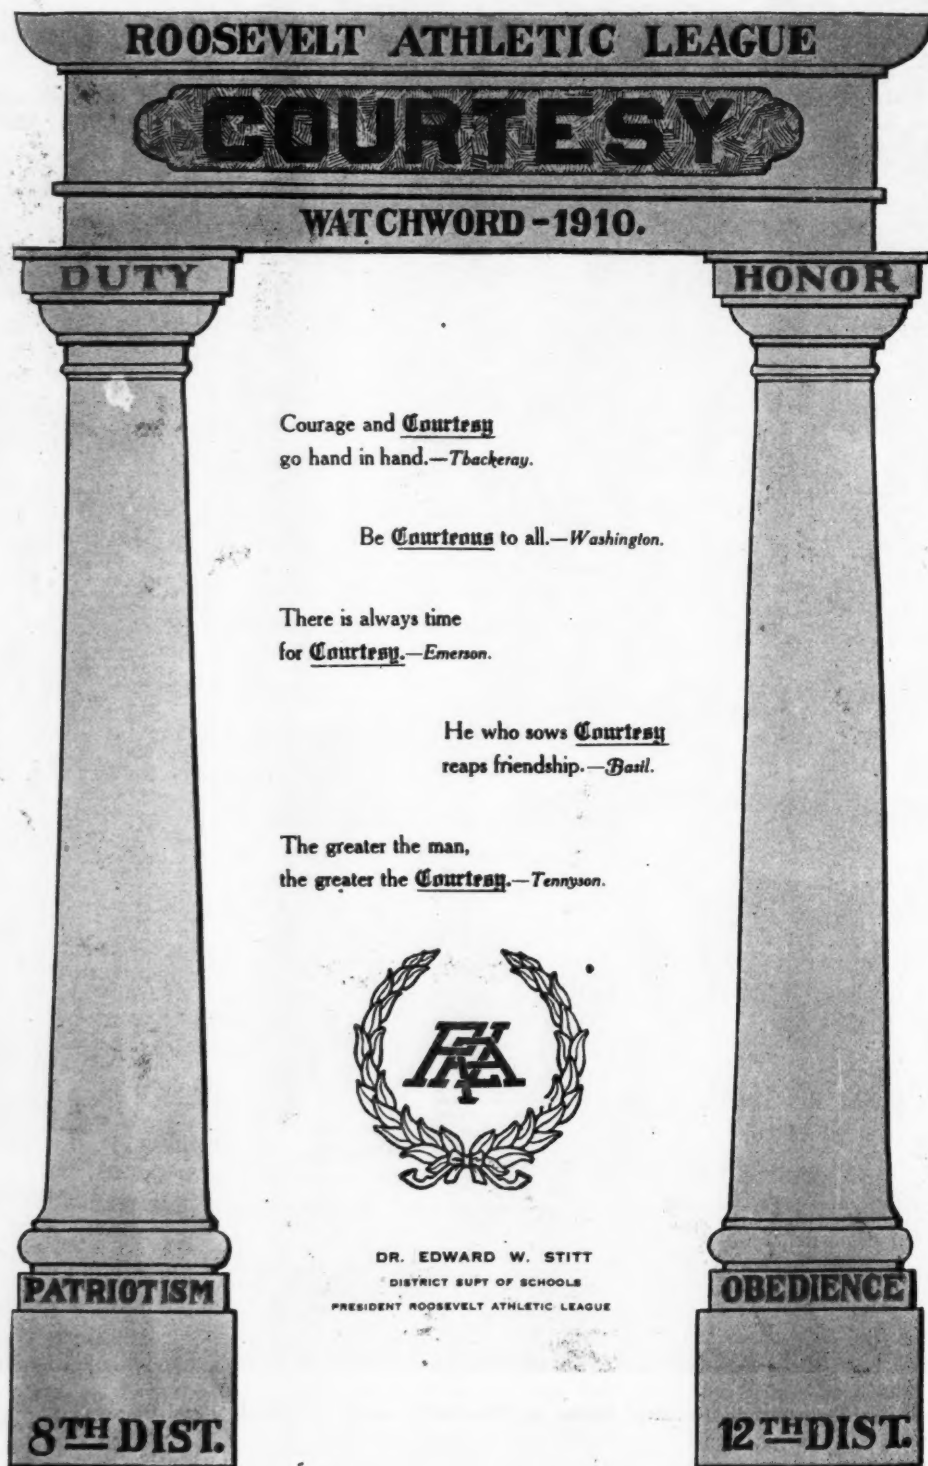 ROOSEVELT ATHLETIC LEAGUE
COURTESY
WATCHWORD-1910.
DUTY
HONOR
Courage and Courtesy
go hand in hand.—Thackeray.
Be Courteous to all.—Washington.
There is always time
for Courtesy.—Emerson.
He who sows Courtesy
reaps friendship.—Basil.
The greater the man,
the greater the Courtesy.—Tennyson.
RAL
DR. EDWARD W. STITT
DISTRICT SUPT OF SCHOOLS
PRESIDENT ROOSEVELT ATHLETIC LEAGUE
PATRIOTISM
OBEDIENCE
8TH DIST.
12TH DIST.